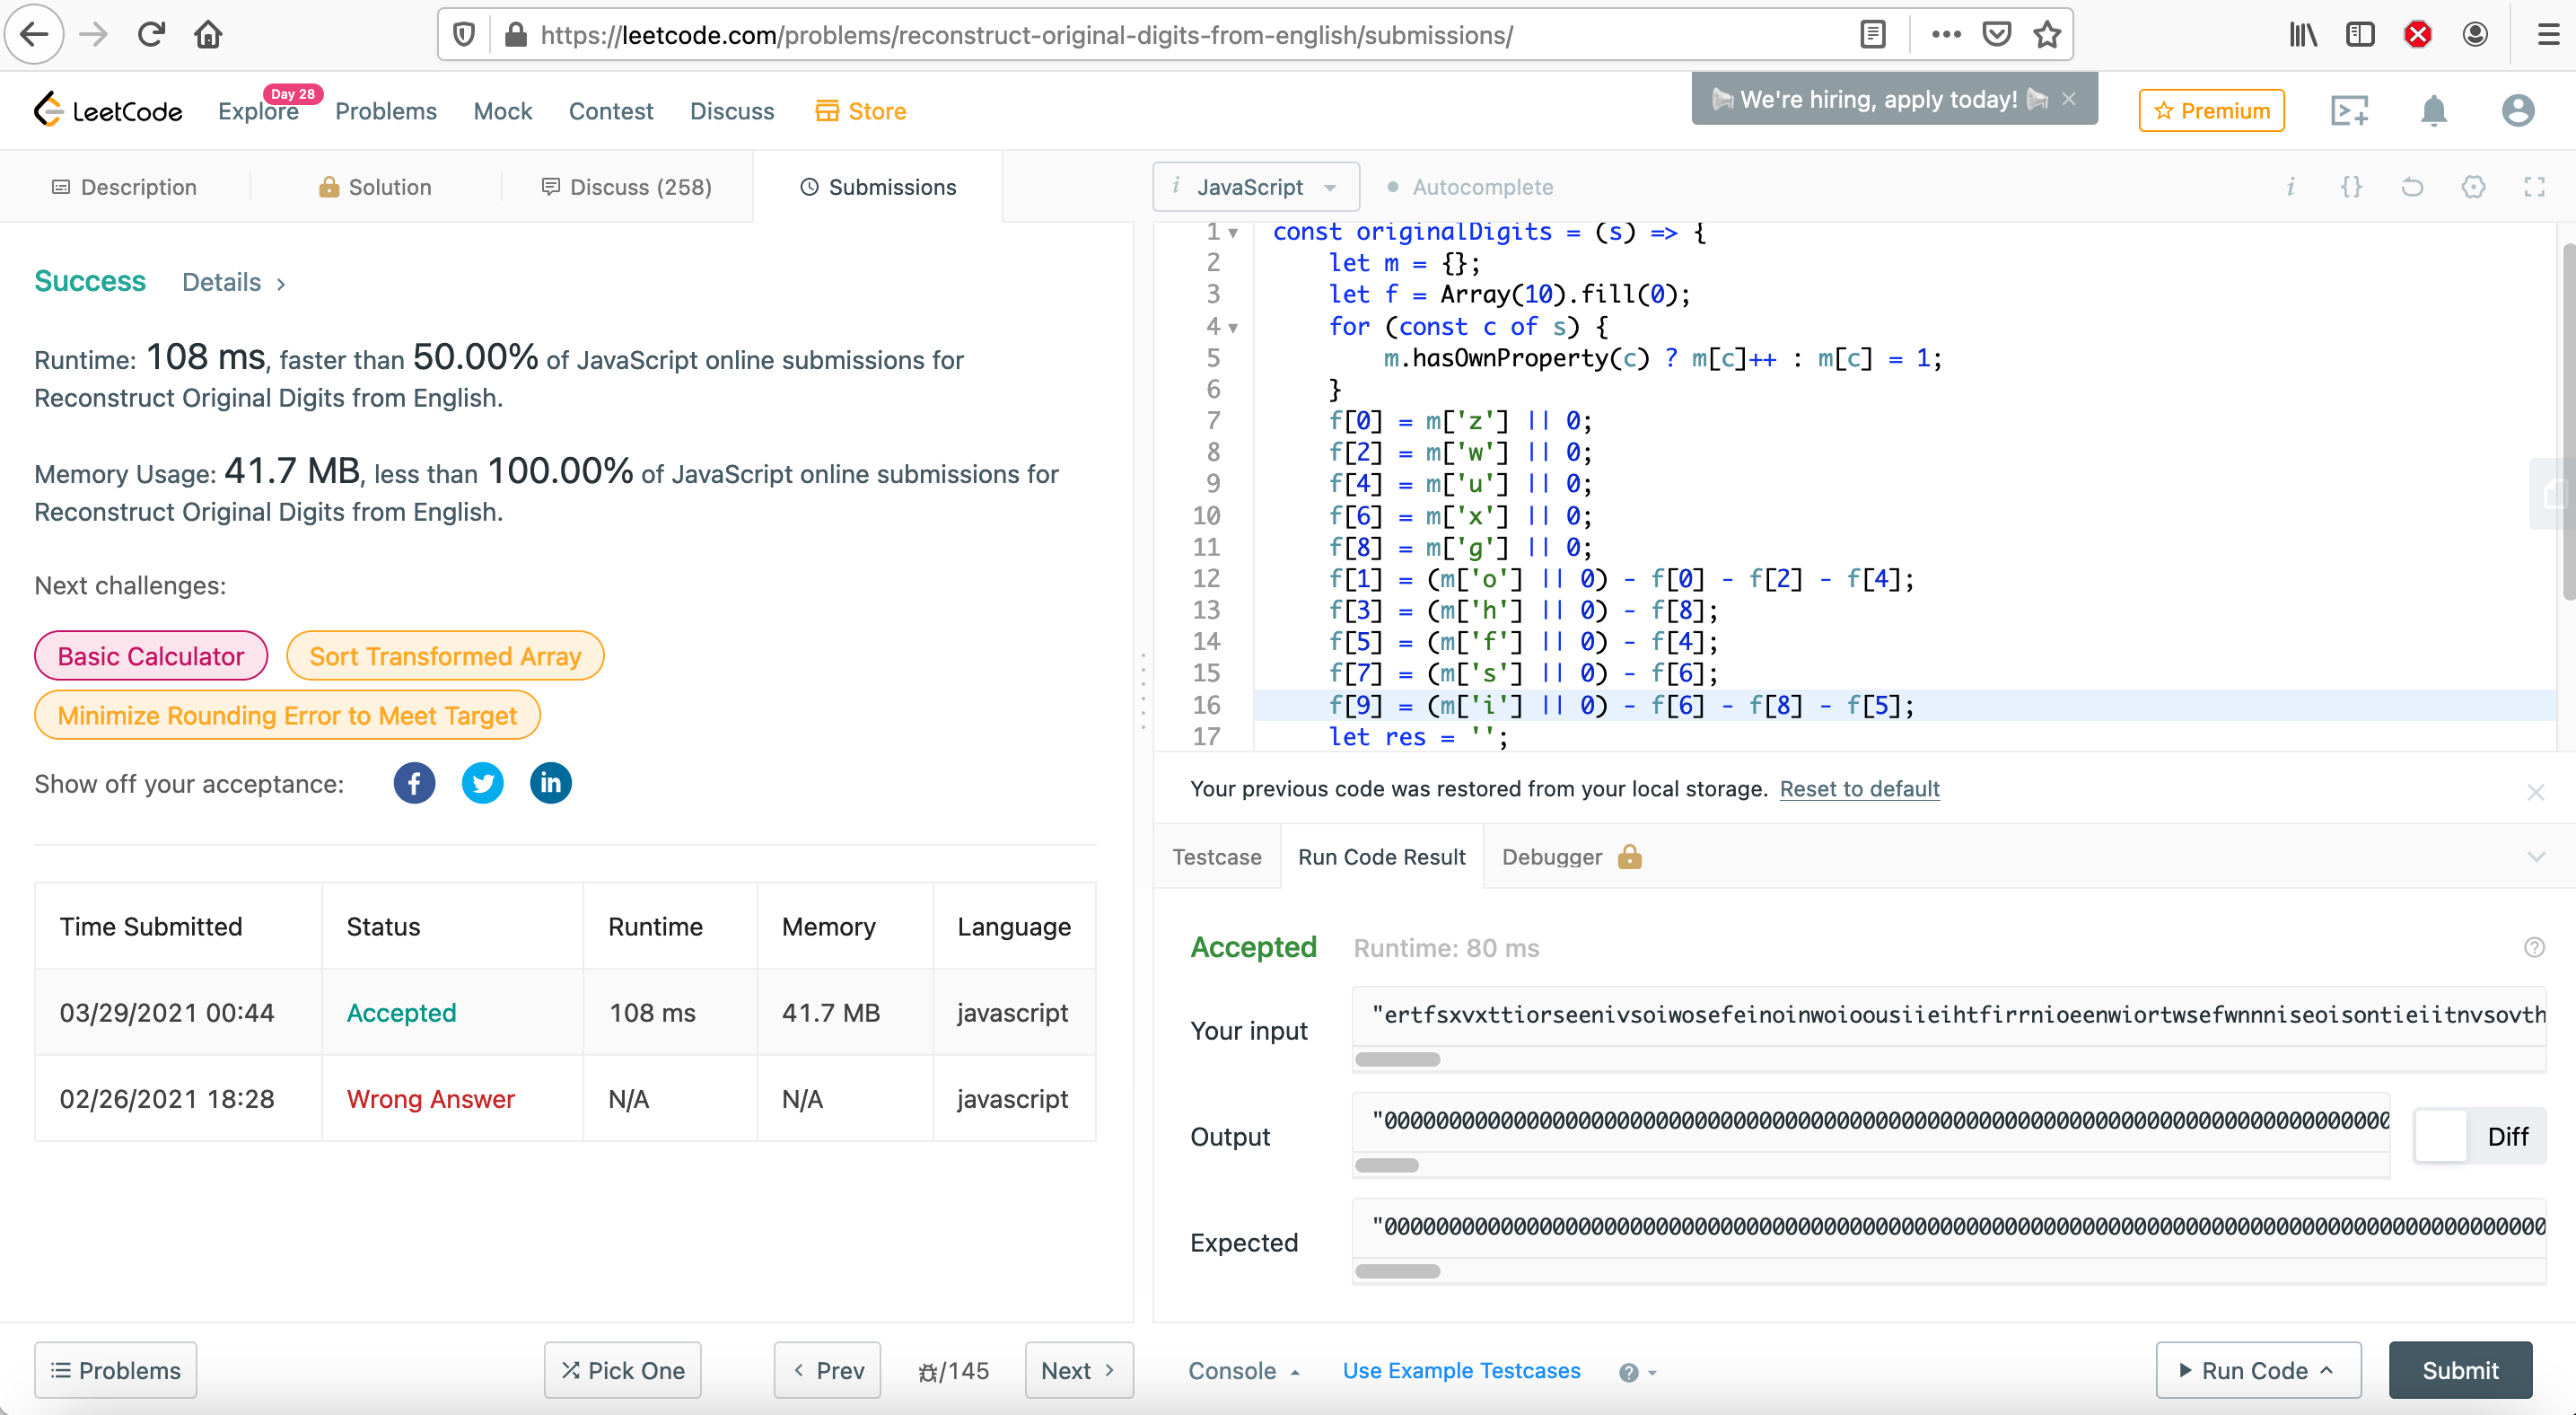 https://leetcode.com/problems/reconstruct-original-digits-from-english/submissions/
LeetCode
Explore
Day 28
Problems
Mock
Contest
Discuss
Store
We're hiring, apply today!
Premium
Description
Solution
Discuss (258)
Submissions
i JavaScript
Autocomplete
i
{}
Success
Details >
Runtime: 108 ms, faster than 50.00% of JavaScript online submissions for
Reconstruct Original Digits from English.
Memory Usage: 41.7 MB, less than 100.00% of JavaScript online submissions for
Reconstruct Original Digits from English.
Next challenges:
Basic Calculator
Sort Transformed Array
Minimize Rounding Error to Meet Target
Show off your acceptance:
Time Submitted Status Runtime Memory Language
03/29/2021 00:44 Accepted 108 ms 41.7 MB javascript
02/26/2021 18:28 Wrong Answer N/A N/A javascript
1 const originalDigits = (s) => {
2 let m = {};
3 let f = Array(10).fill(0);
4 for (const c of s) {
5 m.hasOwnProperty(c) ? m[c]++ : m[c] = 1;
6 }
7 f[0] = m['z'] || 0;
8 f[2] = m['w'] || 0;
9 f[4] = m['u'] || 0;
10 f[6] = m['x'] || 0;
11 f[8] = m['g'] || 0;
12 f[1] = (m['o'] || 0) - f[0] - f[2] - f[4];
13 f[3] = (m['h'] || 0) - f[8];
14 f[5] = (m['f'] || 0) - f[4];
15 f[7] = (m['s'] || 0) - f[6];
16 f[9] = (m['i'] || 0) - f[6] - f[8] - f[5];
17 let res = '';
Your previous code was restored from your local storage. Reset to default
Testcase
Run Code Result
Debugger
Accepted
Runtime: 80 ms
Your input
"ertfsxvxttiorseenivsoiwosefeinoinwoioousiieihtfirrnioeenwiortwsefwnnniseoisontieiitnvsovth
Output
Diff
Expected
Problems
Pick One
< Prev
/145
Next >
Console
Use Example Testcases
Run Code
Submit